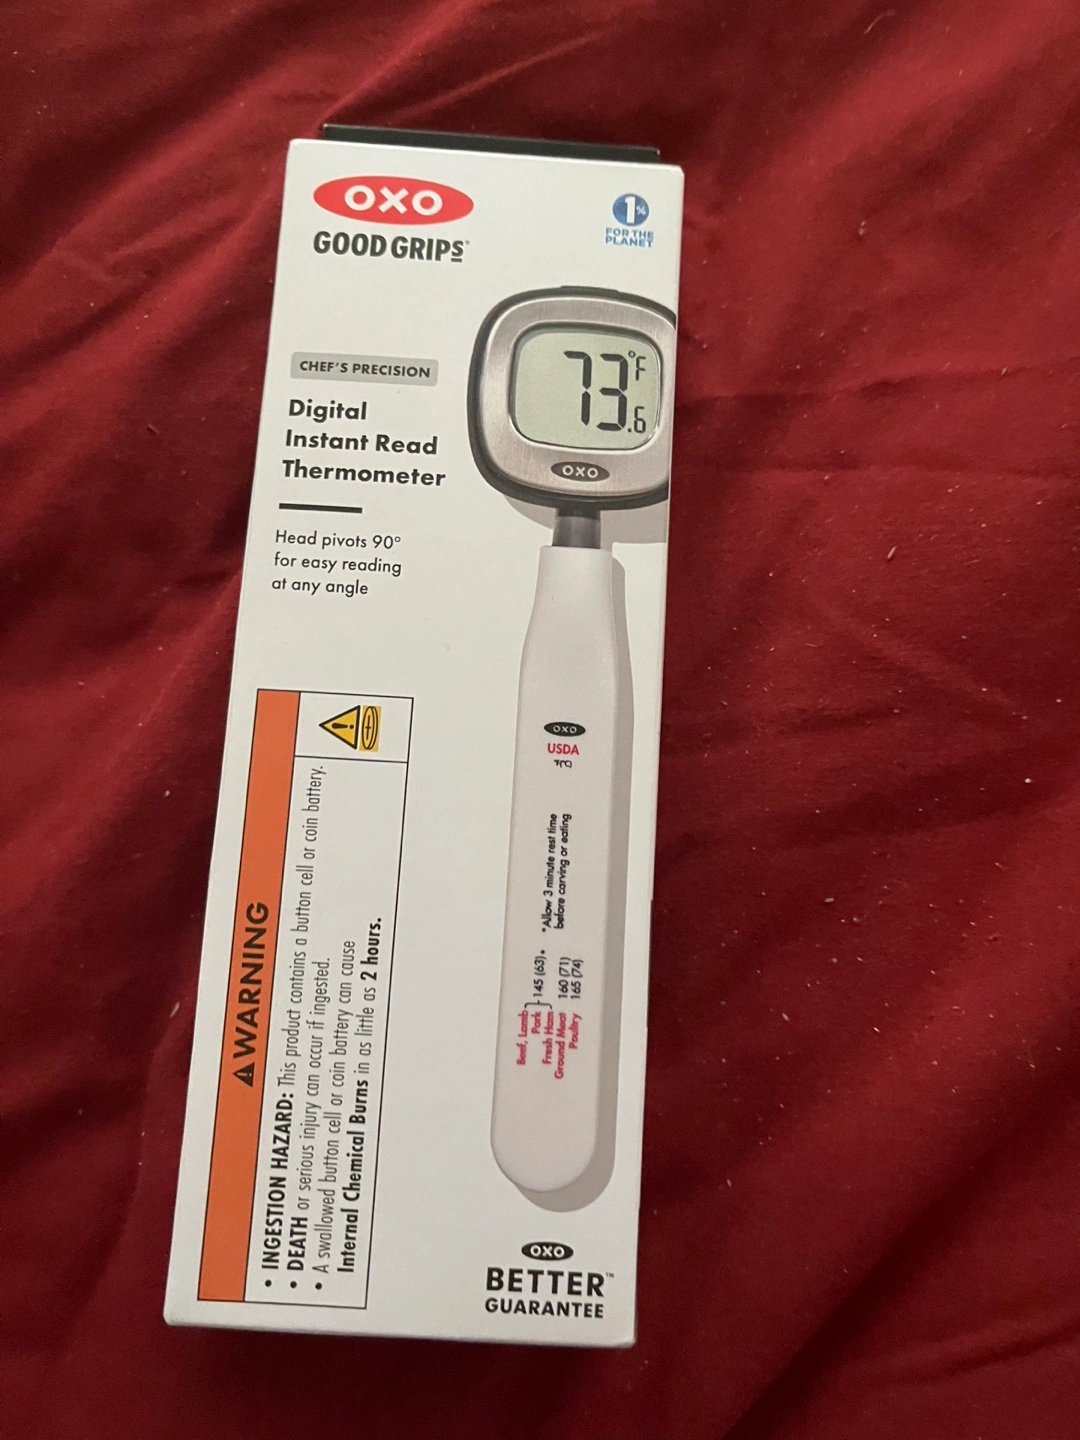 OXO
GOOD GRIPS
1%
FOR THE
PLANET
CHEF'S PRECISION
Digital
Instant Read
Thermometer
Head pivots 90°
for easy reading
at any angle
73.6 °F
OXO
OXO
USDA
Beef, Lamb
Pork
Fresh Ham } 145 (63)*
Ground Meat 160 (71)
Poultry 165 (74)
*Allow 3 minute rest time
before carving or eating
⚠ WARNING
• INGESTION HAZARD: This product contains a button cell or coin battery.
• DEATH or serious injury can occur if ingested.
• A swallowed button cell or coin battery can cause
Internal Chemical Burns in as little as 2 hours.
OXO
BETTER™
GUARANTEE